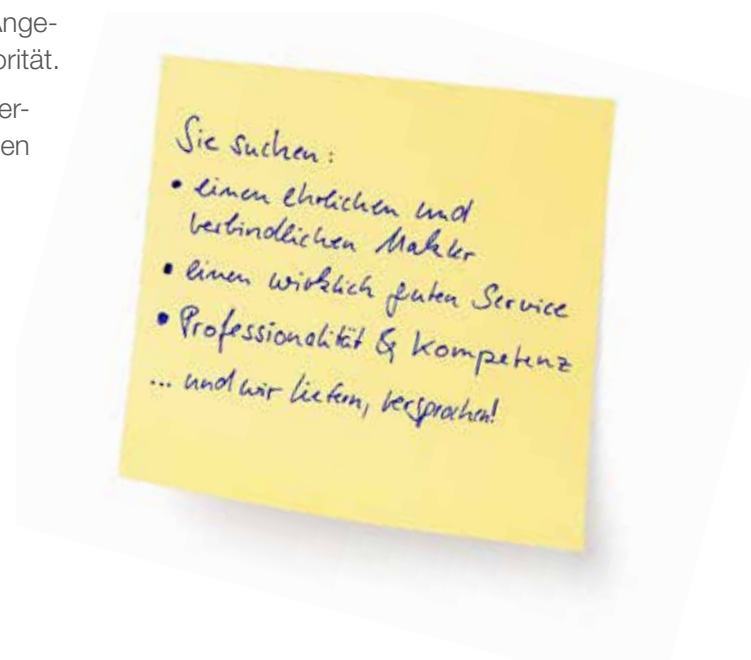 Ange-
orität.
er-
en
Sie suchen:
• einen ehrlichen und
verbindlichen Makler
• einen wirklich guten Service
• Professionalität & Kompetenz
... und wir liefern, versprochen!